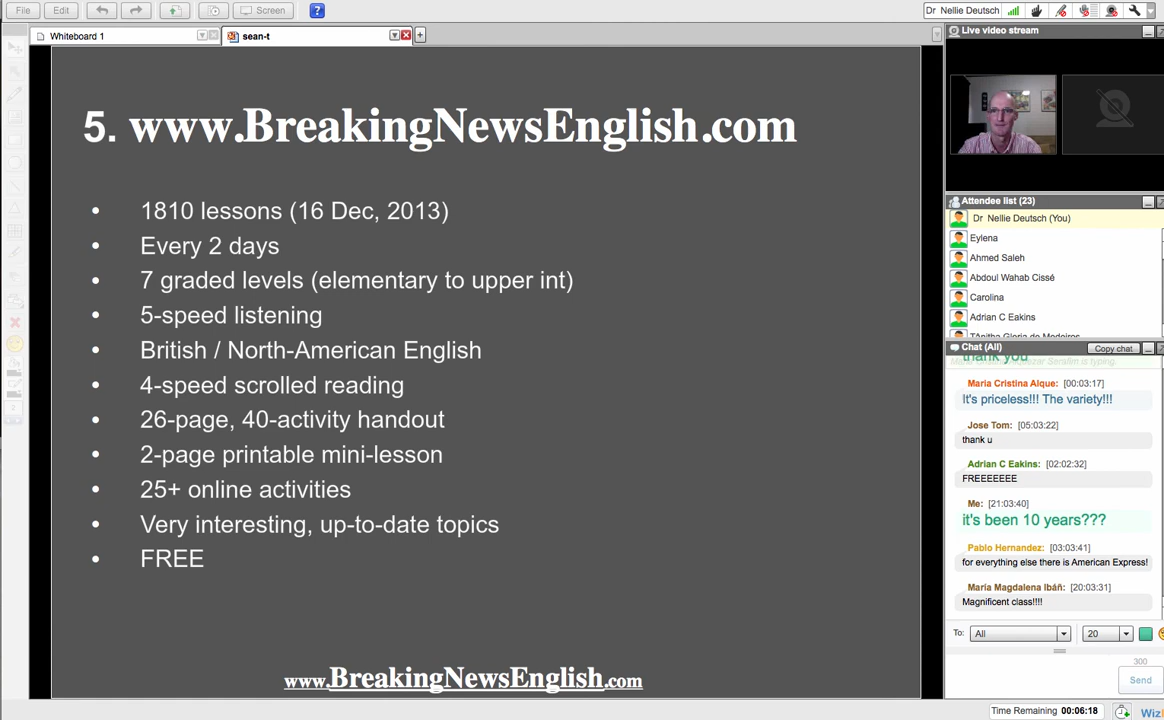 File
Edit
Screen
?
Dr Nellie Deutsch
Whiteboard 1
sean-t
5. www.BreakingNewsEnglish.com
• 1810 lessons (16 Dec, 2013)
• Every 2 days
• 7 graded levels (elementary to upper int)
• 5-speed listening
• British / North-American English
• 4-speed scrolled reading
• 26-page, 40-activity handout
• 2-page printable mini-lesson
• 25+ online activities
• Very interesting, up-to-date topics
• FREE
www.BreakingNewsEnglish.com
Live video stream
Attendee list (23)
Dr Nellie Deutsch (You)
Eylena
Ahmed Saleh
Abdoul Wahab Cissé
Carolina
Adrian C Eakins
Chat (All)
Copy chat
thank you
Maria Cristina Alque: [00:03:17]
It's priceless!!! The variety!!!
Jose Tom: [05:03:22]
thank u
Adrian C Eakins: [02:02:32]
FREEEEEEE
Me: [21:03:40]
it's been 10 years???
Pablo Hernandez: [03:03:41]
for everything else there is American Express!
María Magdalena Ibáñ: [20:03:31]
Magnificent class!!!!
To: All 20
300
Send
Time Remaining 00:06:18
Wiz